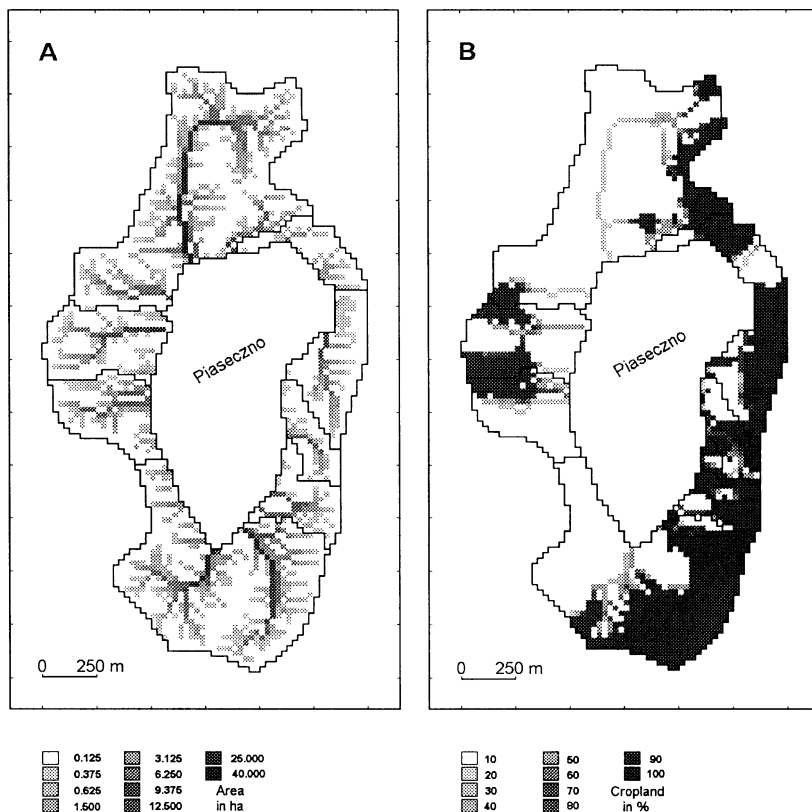 A
B
Piaseczno
Piaseczno
0 250 m
0 250 m
0.125 3.125 25.000
0.375 6.250 40.000
0.625 9.375 Area
1.500 12.500 in ha
10 50 90
20 60 100
30 70 Cropland
40 80 in %